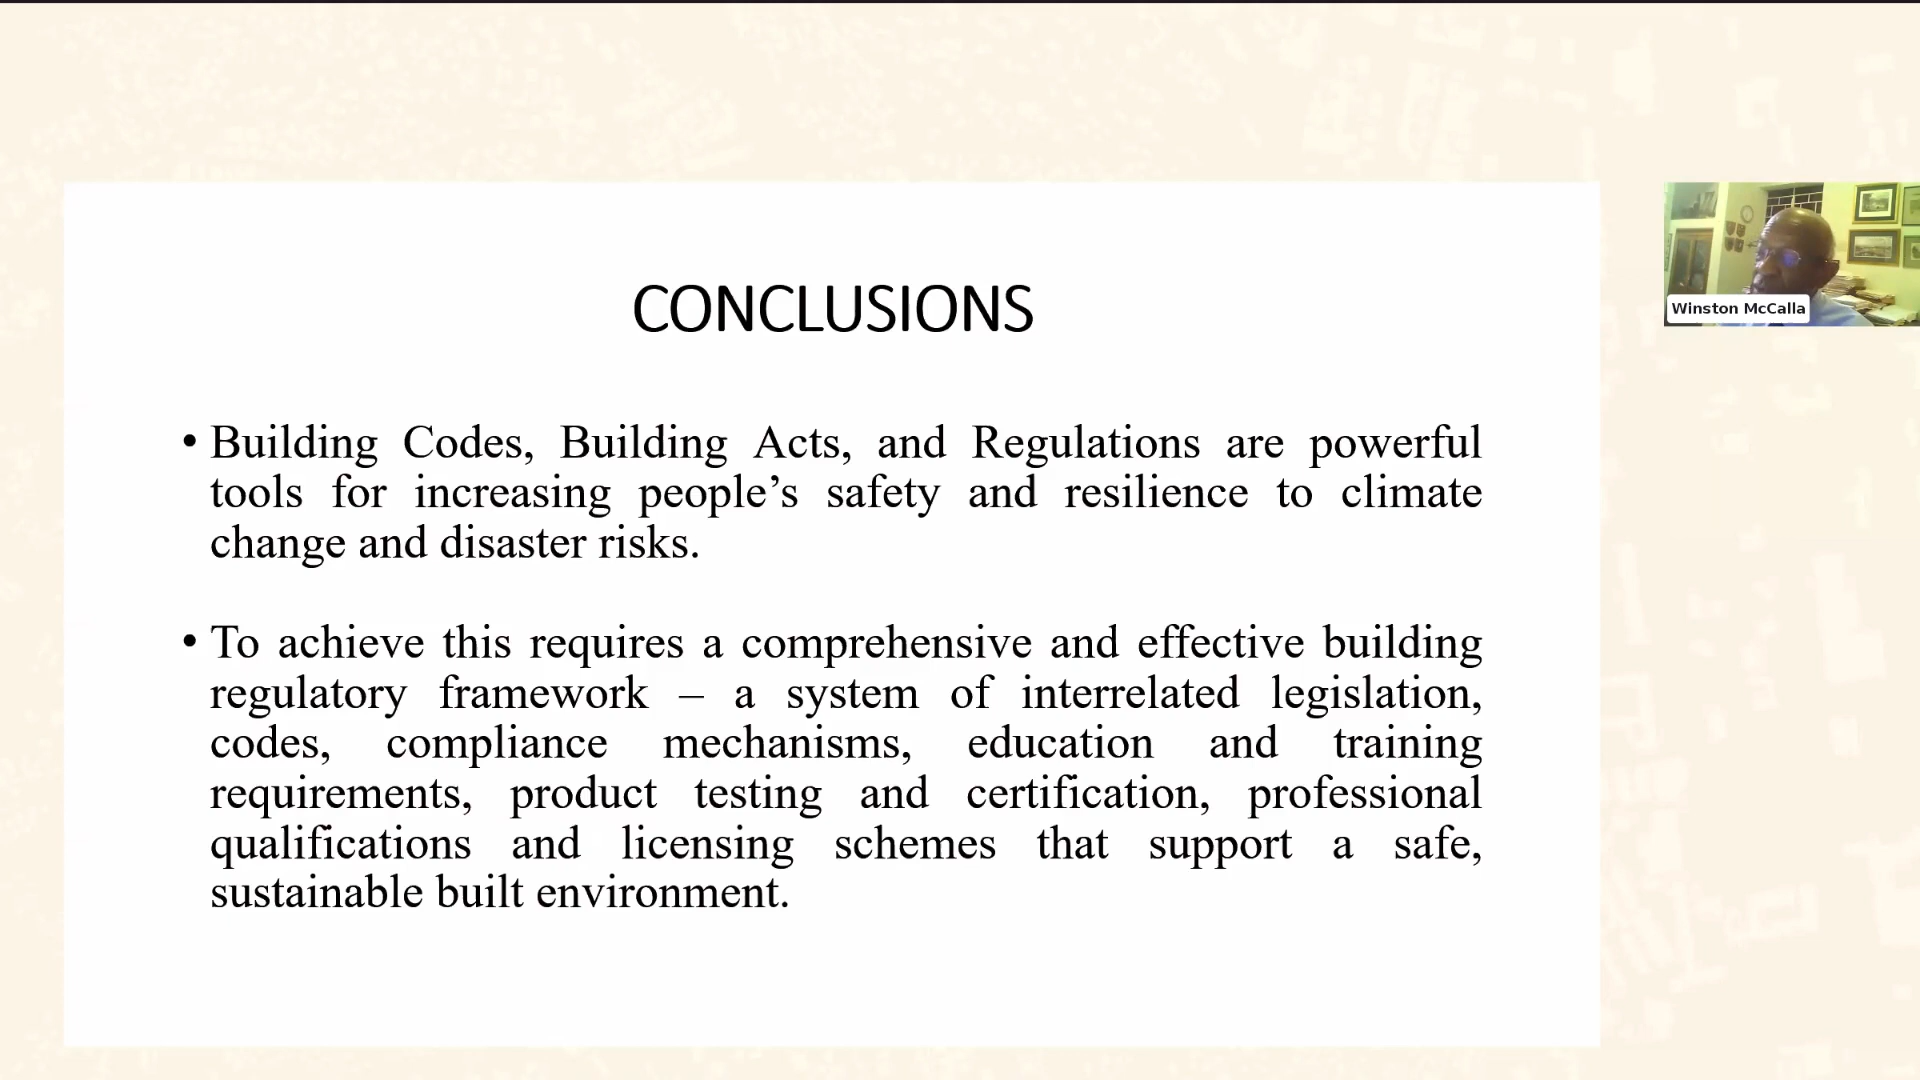 CONCLUSIONS
• Building Codes, Building Acts, and Regulations are powerful
tools for increasing people’s safety and resilience to climate
change and disaster risks.
• To achieve this requires a comprehensive and effective building
regulatory framework – a system of interrelated legislation,
codes, compliance mechanisms, education and training
requirements, product testing and certification, professional
qualifications and licensing schemes that support a safe,
sustainable built environment.
Winston McCalla